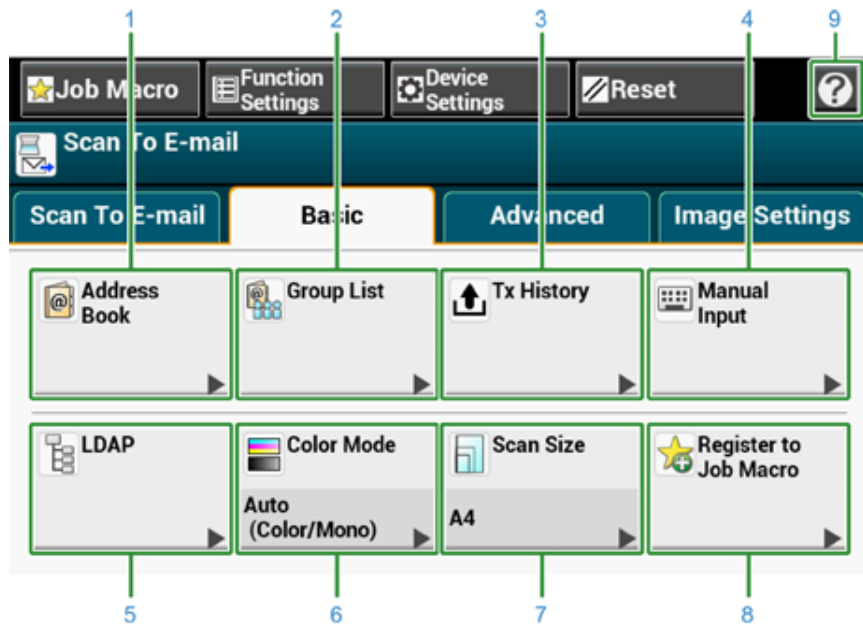 1 2 3 4 9
Job Macro Function Settings Device Settings Reset
Scan To E-mail
Scan To E-mail Basic Advanced Image Settings
Address Book
Group List
Tx History
Manual Input
LDAP
Color Mode
Auto
(Color/Mono)
Scan Size
A4
Register to
Job Macro
5 6 7 8